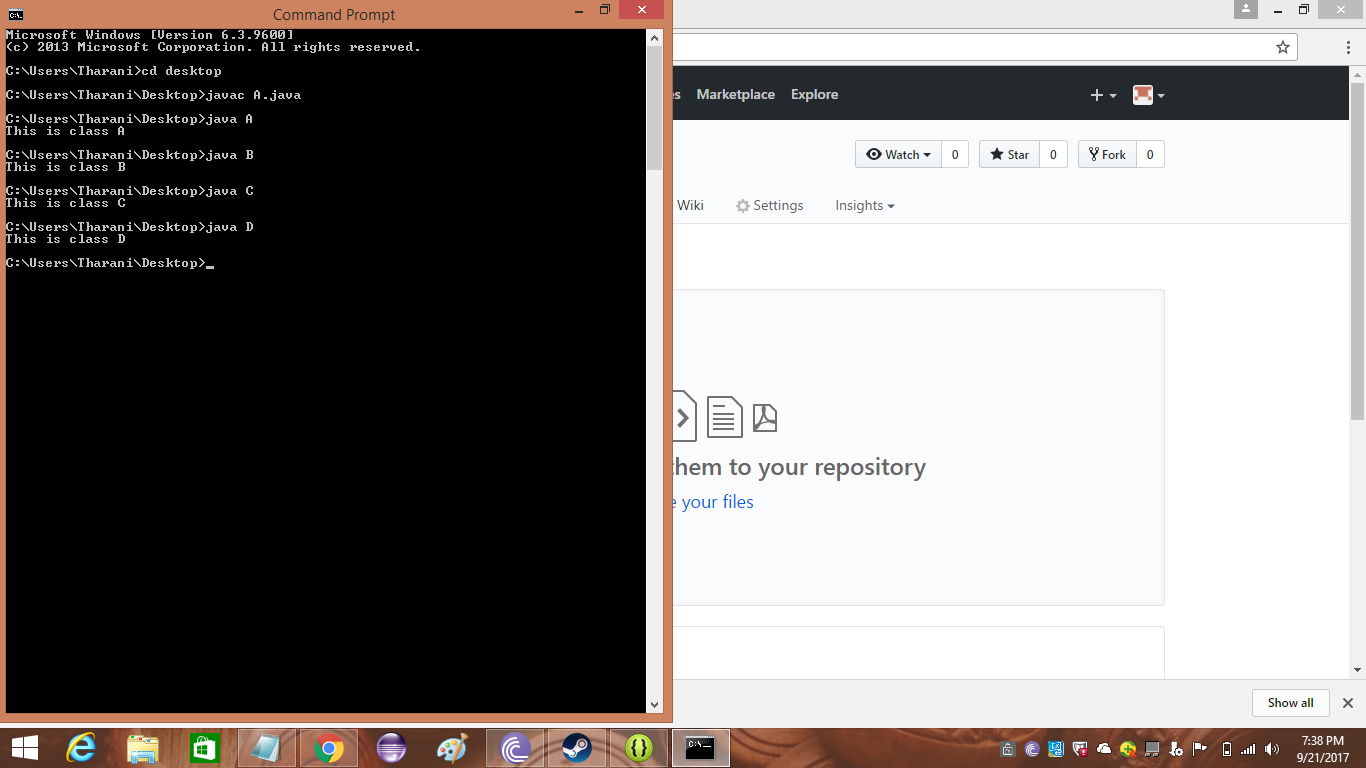 Command Prompt
Microsoft Windows [Version 6.3.9600]
(c) 2013 Microsoft Corporation. All rights reserved.
C:\Users\Tharani>cd desktop
C:\Users\Tharani\Desktop>javac A.java
C:\Users\Tharani\Desktop>java A
This is class A
C:\Users\Tharani\Desktop>java B
This is class B
C:\Users\Tharani\Desktop>java C
This is class C
C:\Users\Tharani\Desktop>java D
This is class D
C:\Users\Tharani\Desktop>_
es Marketplace Explore
Watch 0 Star 0 Fork 0
Wiki Settings Insights
them to your repository
e your files
Show all
7:38 PM
9/21/2017